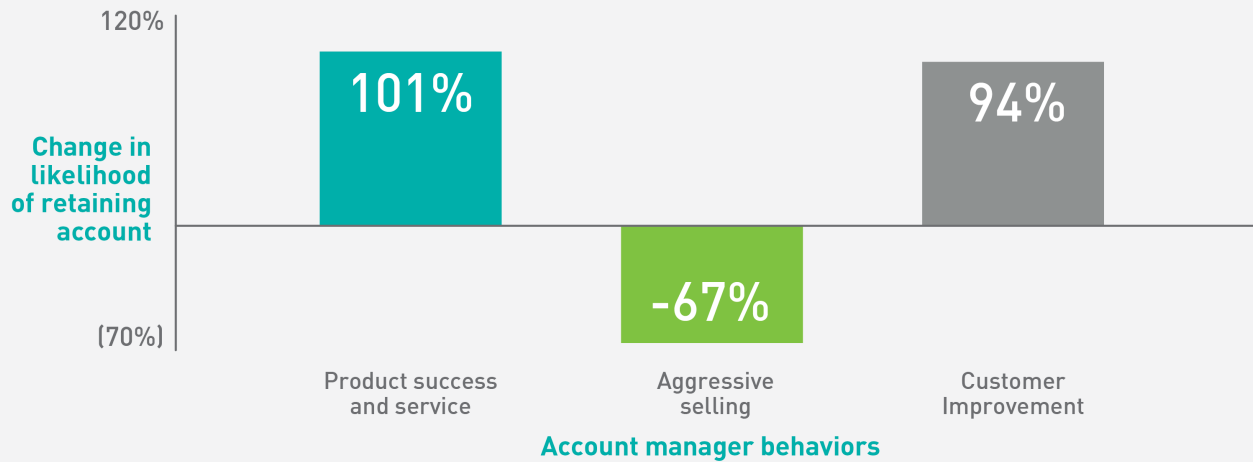 120%
101%
94%
Change in
likelihood
of retaining
account
-67%
(70%)
Product success
and service
Aggressive
selling
Customer
Improvement
Account manager behaviors